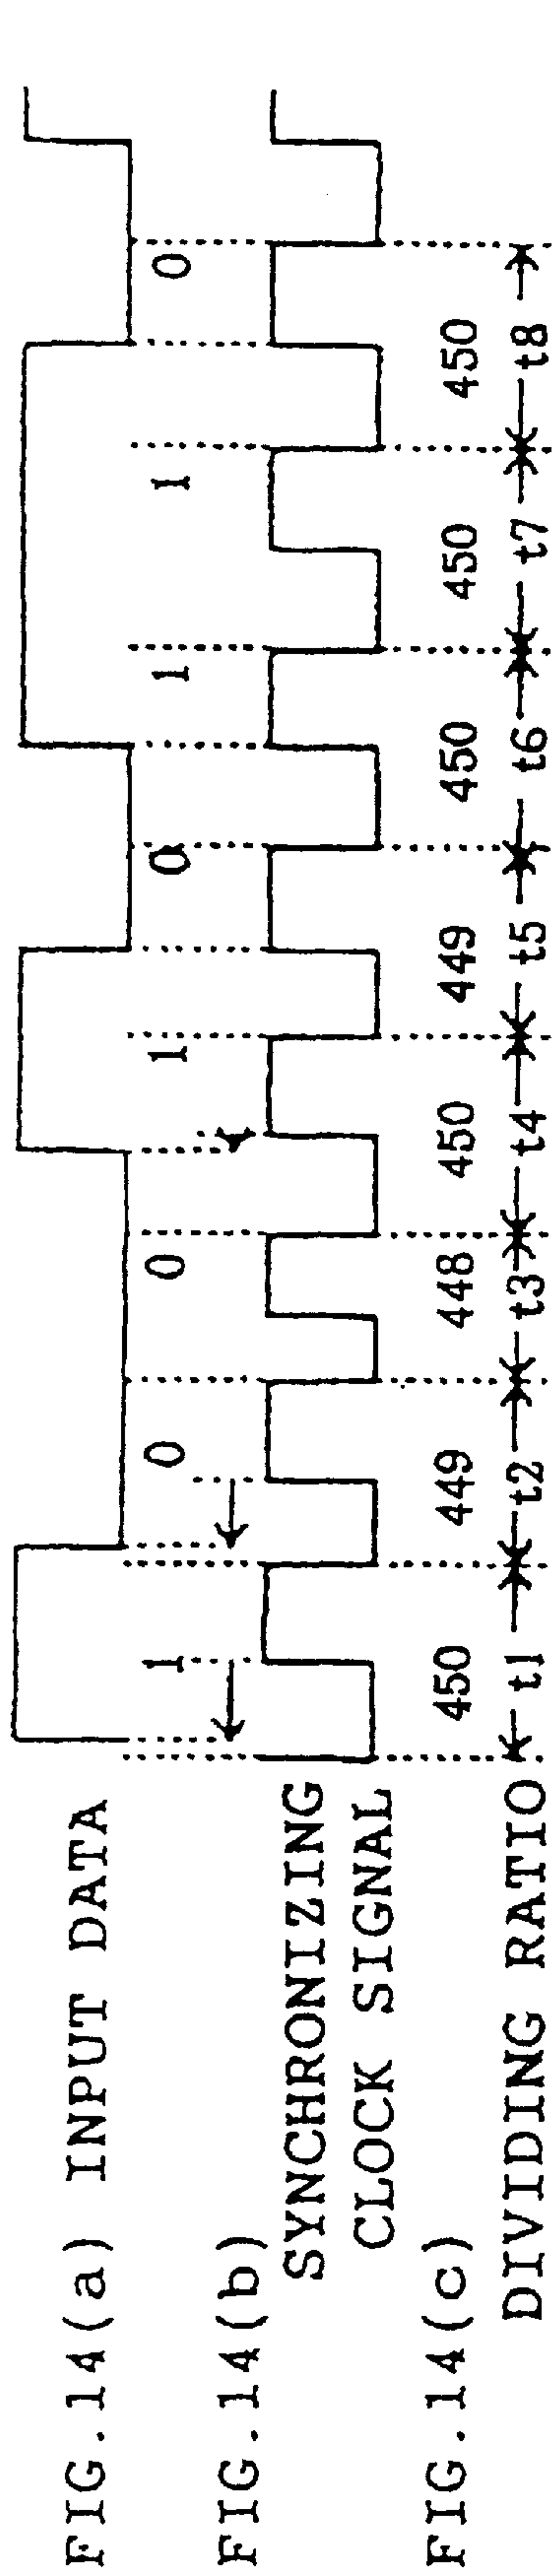 FIG.14(a) INPUT DATA
1 0 0 1 0 1 1 0
FIG.14(b)
SYNCHRONIZING
CLOCK SIGNAL
FIG.14(c)
450 449 448 450 449 450 450 450
DIVIDING RATIO
t1 t2 t3 t4 t5 t6 t7 t8